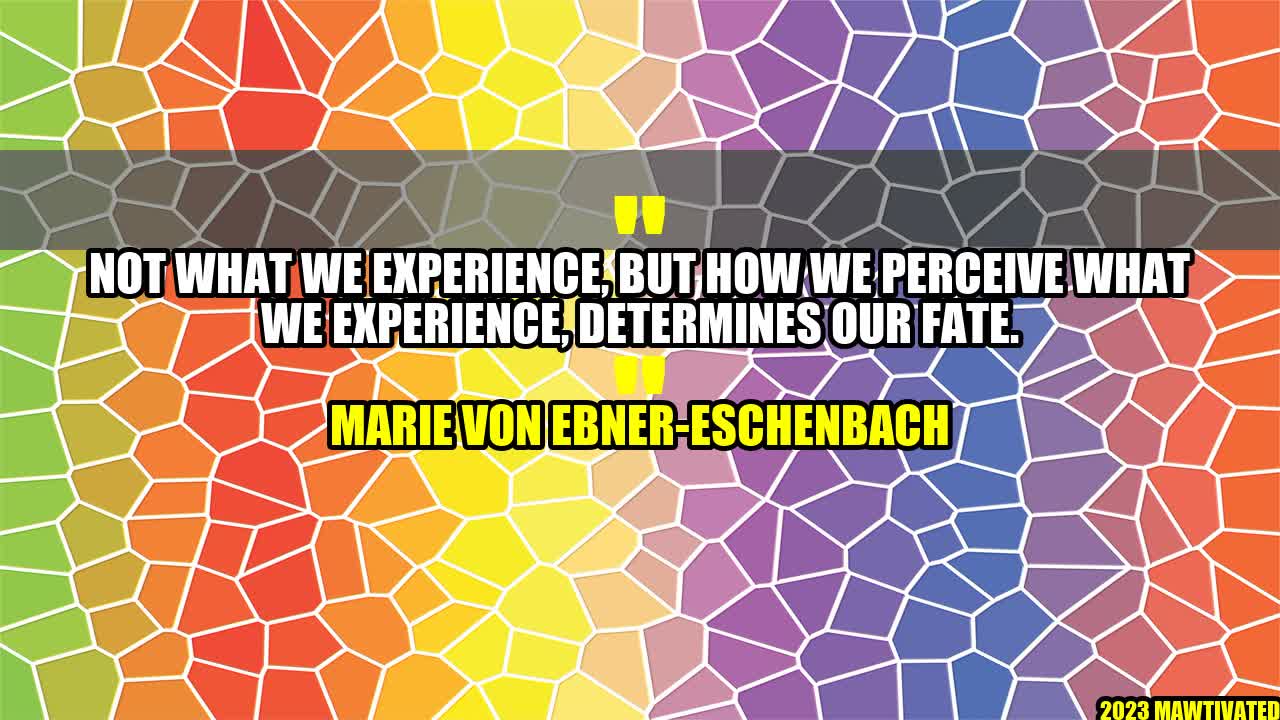 "
NOT WHAT WE EXPERIENCE, BUT HOW WE PERCEIVE WHAT
WE EXPERIENCE, DETERMINES OUR FATE.
"
MARIE VON EBNER-ESCHENBACH
2023 MAWTIVATED